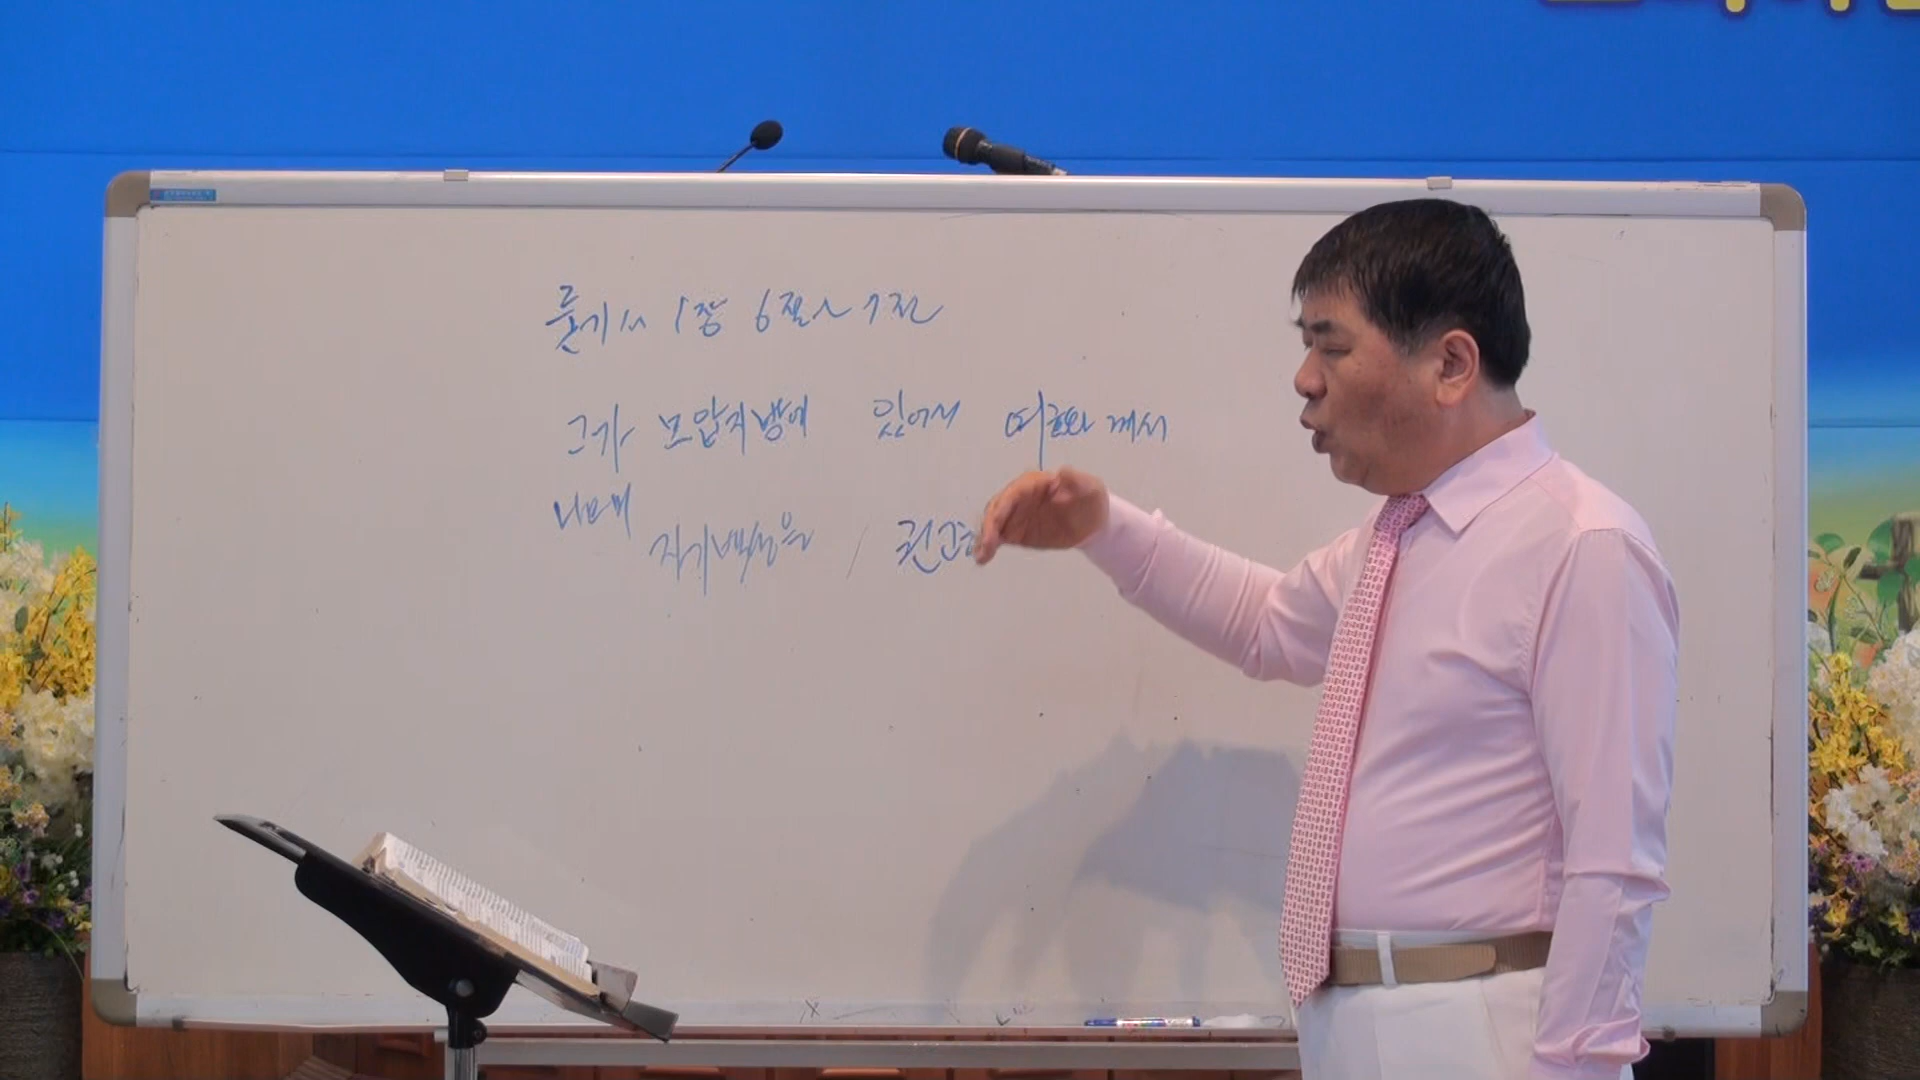 룻기서 1장 6절~7절
그가 모압지방에 있어서 여호와께서
나오미
자기백성을 / 권고하